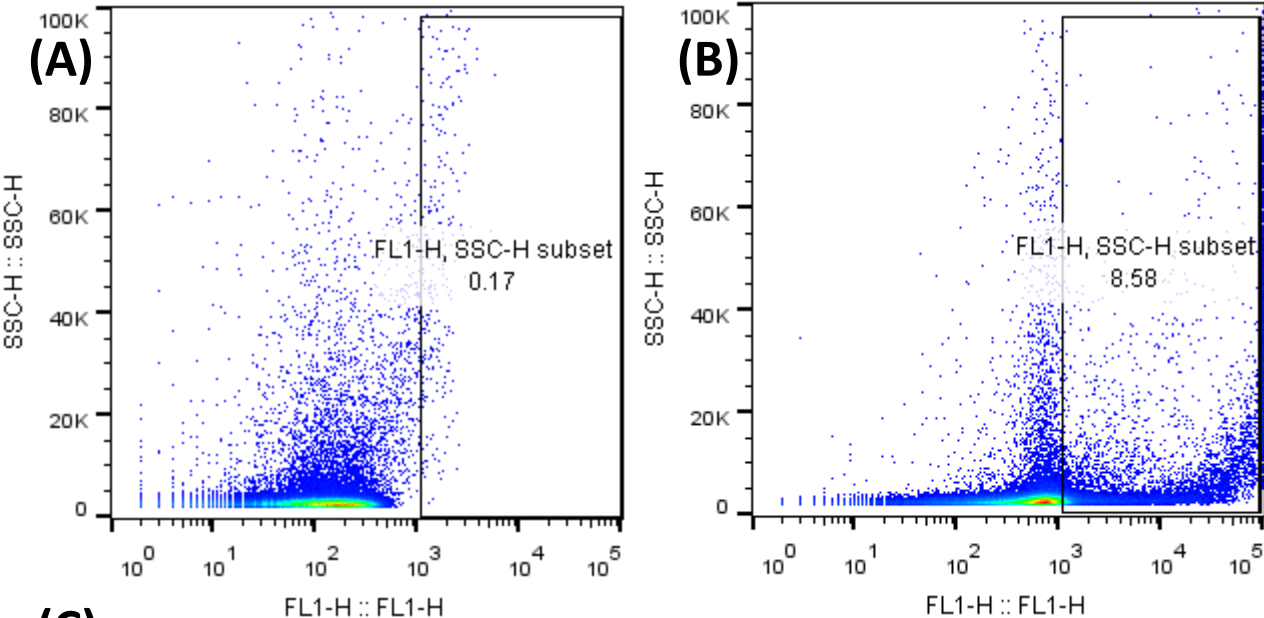 (A)
100K
80K
60K
40K
20K
0
SSC-H :: SSC-H
FL1-H, SSC-H subset
0.17
10^0 10^1 10^2 10^3 10^4 10^5
FL1-H :: FL1-H
(B)
100K
80K
60K
40K
20K
0
SSC-H :: SSC-H
FL1-H, SSC-H subset
8.58
10^0 10^1 10^2 10^3 10^4 10^5
FL1-H :: FL1-H
(C)